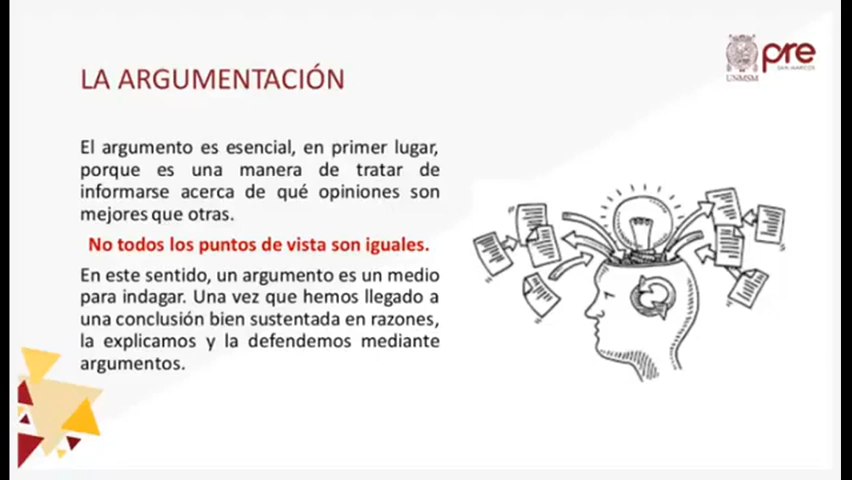 UNMSM
pre
SAN MARCOS
LA ARGUMENTACIÓN
El argumento es esencial, en primer lugar,
porque es una manera de tratar de
informarse acerca de qué opiniones son
mejores que otras.
No todos los puntos de vista son iguales.
En este sentido, un argumento es un medio
para indagar. Una vez que hemos llegado a
una conclusión bien sustentada en razones,
la explicamos y la defendemos mediante
argumentos.